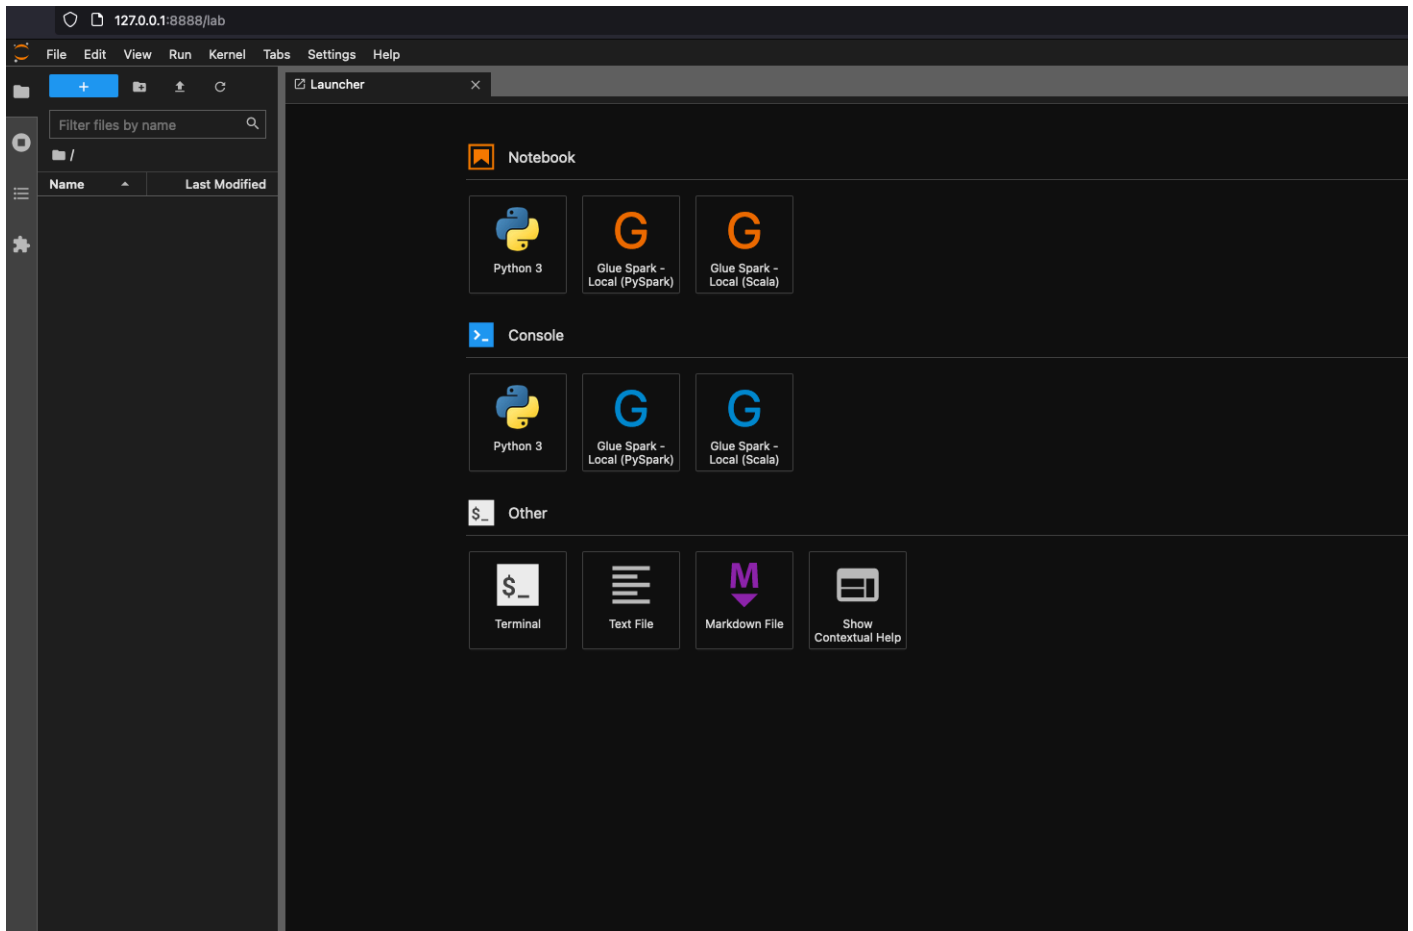 127.0.0.1:8888/lab
File Edit View Run Kernel Tabs Settings Help
+
Launcher
Filter files by name
/
Name Last Modified
Notebook
Python 3
G
Glue Spark -
Local (PySpark)
G
Glue Spark -
Local (Scala)
>_ Console
Python 3
G
Glue Spark -
Local (PySpark)
G
Glue Spark -
Local (Scala)
$_ Other
$_
Terminal
Text File
M
Markdown File
Show
Contextual Help